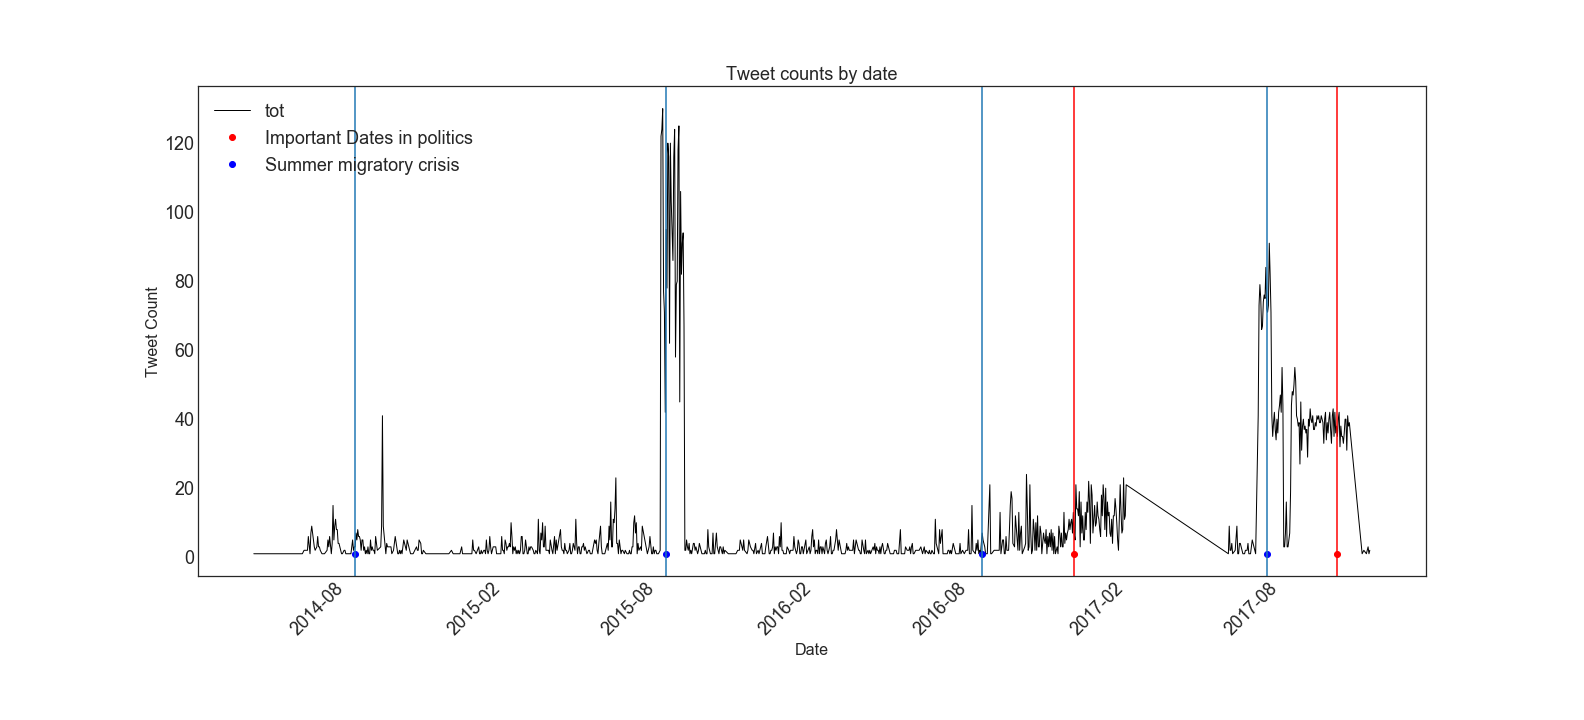 Tweet counts by date
tot
Important Dates in politics
Summer migratory crisis
Tweet Count
120
100
80
60
40
20
0
2014-08
2015-02
2015-08
2016-02
2016-08
2017-02
2017-08
Date